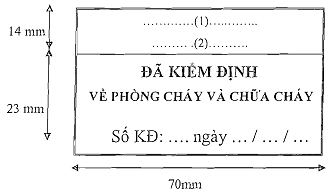 …………..(1)………….
14 mm
……… .(2)……….
ĐÃ KIỂM ĐỊNH
VỀ PHÒNG CHÁY VÀ CHỮA CHÁY
23 mm
Số KĐ: …. ngày … / … / …
70mm